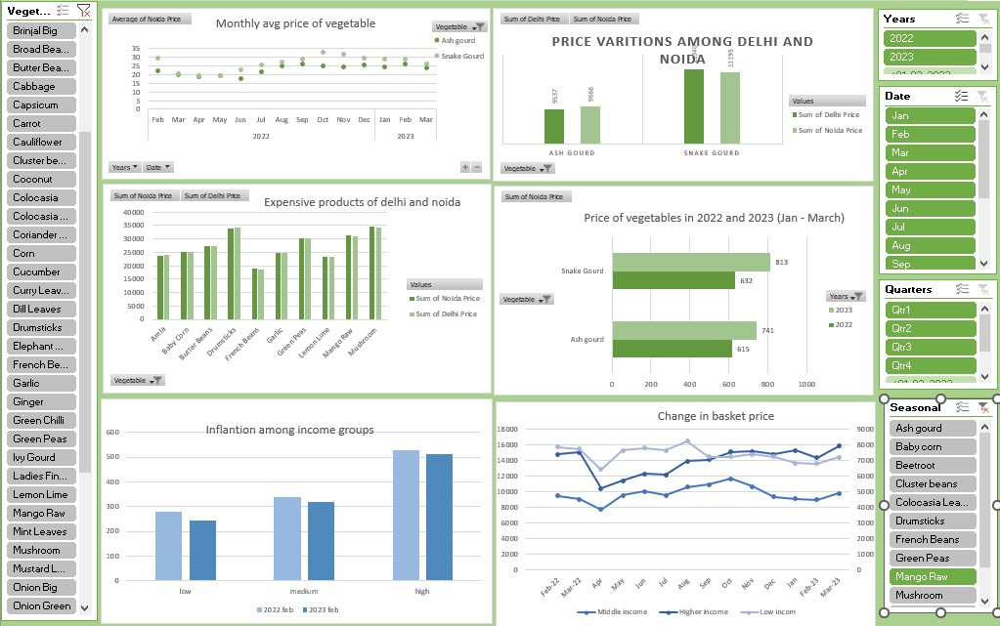 Veget...
Brinjal Big
Broad Bea...
Butter Bea...
Cabbage
Capsicum
Carrot
Cauliflower
Cluster be...
Coconut
Colocasia
Colocasia ...
Coriander ...
Corn
Cucumber
Curry Leav...
Dill Leaves
Drumsticks
Elephant ...
French Be...
Garlic
Ginger
Green Chilli
Green Peas
Ivy Gourd
Ladies Fin...
Lemon Lime
Mango Raw
Mint Leaves
Mushroom
Mustard L...
Onion Big
Onion Green
Average of Noida Price
Monthly avg price of vegetable
Vegetable
Ash gourd
Snake Gourd
35
30
25
20
15
10
5
0
Feb Mar Apr May Jun Jul Aug Sep Oct Nov Dec Jan Feb Mar
2022 2023
Years Date
Sum of Delhi Price Sum of Noida Price
PRICE VARITIONS AMONG DELHI AND
NOIDA
9537
9666
11195
ASH GOURD SNAKE GOURD
Values
Sum of Delhi Price
Sum of Noida Price
Vegetable
Sum of Noida Price Sum of Delhi Price
Expensive products of delhi and noida
40000
35000
30000
25000
20000
15000
10000
5000
0
Amla Baby Corn Butter Beans Drumsticks French Beans Garlic Green Peas Lemon Lime Mango Raw Mushroom
Values
Sum of Noida Price
Sum of Delhi Price
Vegetable
Sum of Noida Price
Price of vegetables in 2022 and 2023 (Jan - March)
Snake Gourd
813
632
Vegetable
Ash gourd
741
615
0 200 400 600 800 1000
Years
2023
2022
Inflantion among income groups
600
500
400
300
200
100
0
low medium high
2022 feb 2023 feb
Change in basket price
18000
16000
14000
12000
10000
8000
6000
4000
2000
0
9000
8000
7000
6000
5000
4000
3000
2000
1000
0
Feb-22 Mar-22 Apr May Jun Jul Aug Sep Oct Nov Dec Jan Feb-23 Mar-23
Middle income Higher income Low incom
Years
2022
2023
Date
Jan
Feb
Mar
Apr
May
Jun
Jul
Aug
Sep
Quarters
Qtr1
Qtr2
Qtr3
Qtr4
Seasonal
Ash gourd
Baby corn
Beetroot
Cluster beans
Colocasia Lea...
Drumsticks
French Beans
Green Peas
Mango Raw
Mushroom